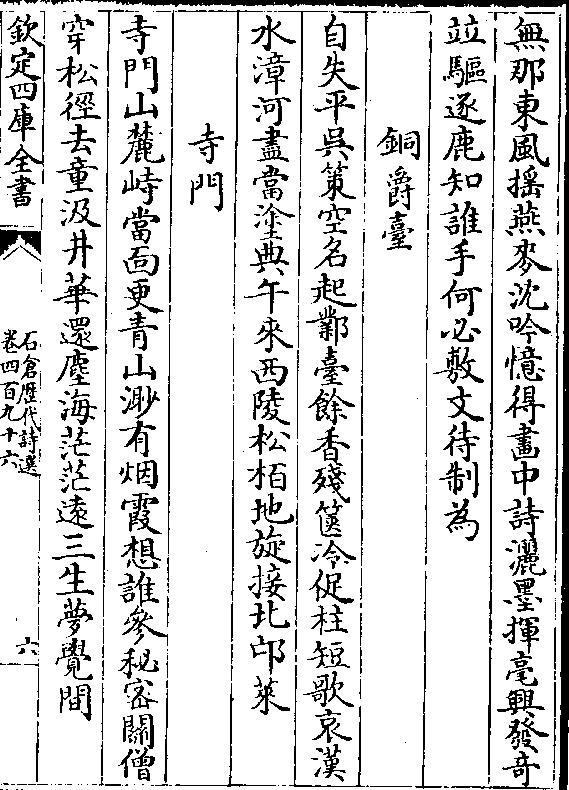 無那東風揺燕麥沈吟憶得畫中詩灑墨揮毫興發竒
竝驅逐鹿知誰手何必敷文待制為
銅爵臺
自失平吳策空名起鄴臺餘香殘篋冷促柱短歌哀漢
水漳河盡當塗典午來西陵松栢地旋接北邙萊
寺門
寺門山麓峙當面更青山渺有烟霞想誰參秘宻關僧
穿松徑去童汲井華還塵海茫茫逺三生夢覺間
欽定四庫全書
石倉歴代詩選
卷四百九十六
六